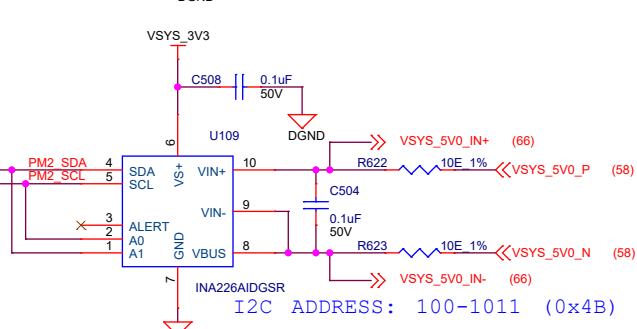 DGND
VSYS_3V3
C508
0.1uF
50V
DGND
6
U109
VSYS_5V0_IN+ (66)
PM2_SDA 4 SDA VS+ VIN+ 10 R622 10E_1% VSYS_5V0_P (58)
PM2_SCL 5 SCL
C504
VIN- 9
0.1uF
50V
3 ALERT
2 A0
1 A1 GND VBUS 8 R623 10E_1% VSYS_5V0_N (58)
7
INA226AIDGSR
VSYS_5V0_IN- (66)
I2C ADDRESS: 100-1011 (0x4B)